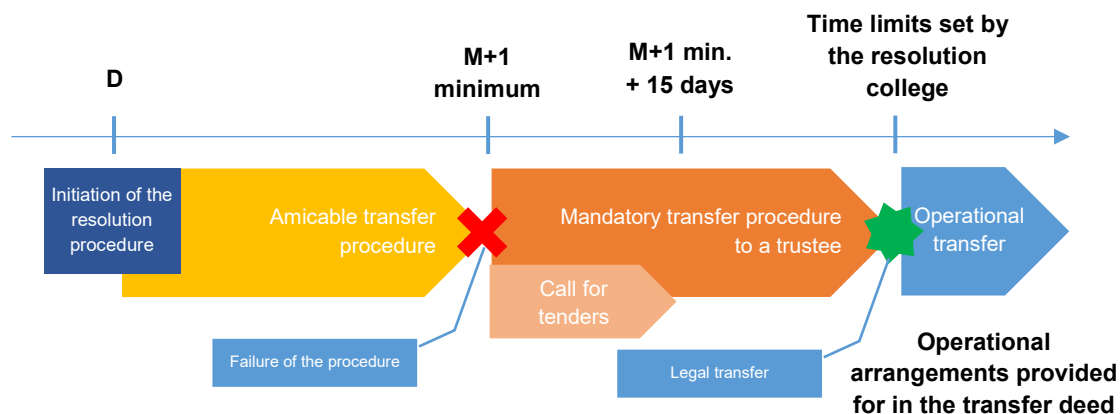 D
M+1
minimum
M+1 min.
+ 15 days
Time limits set by
the resolution
college
Initiation of the
resolution
procedure
Amicable transfer
procedure
Mandatory transfer procedure
to a trustee
Operational
transfer
Call for
tenders
Failure of the procedure
Legal transfer
Operational
arrangements provided
for in the transfer deed